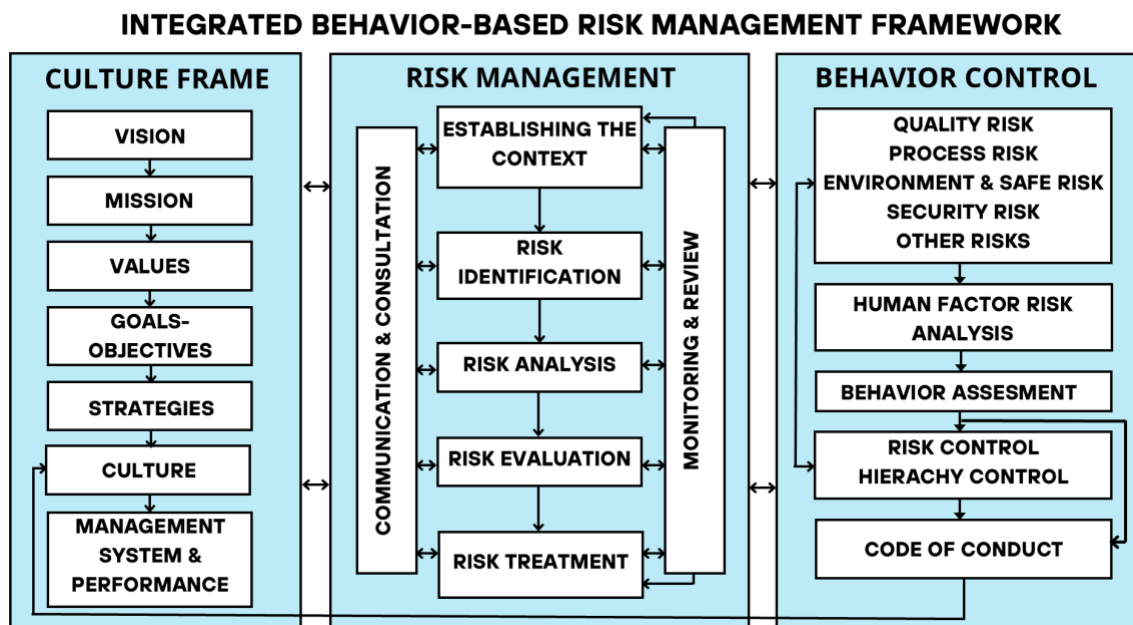 INTEGRATED BEHAVIOR-BASED RISK MANAGEMENT FRAMEWORK
CULTURE FRAME
VISION
MISSION
VALUES
GOALS-
OBJECTIVES
STRATEGIES
CULTURE
MANAGEMENT
SYSTEM &
PERFORMANCE
RISK MANAGEMENT
COMMUNICATION & CONSULTATION
ESTABLISHING THE
CONTEXT
RISK
IDENTIFICATION
RISK ANALYSIS
RISK EVALUATION
RISK TREATMENT
MONITORING & REVIEW
BEHAVIOR CONTROL
QUALITY RISK
PROCESS RISK
ENVIRONMENT & SAFE RISK
SECURITY RISK
OTHER RISKS
HUMAN FACTOR RISK
ANALYSIS
BEHAVIOR ASSESMENT
RISK CONTROL
HIERACHY CONTROL
CODE OF CONDUCT